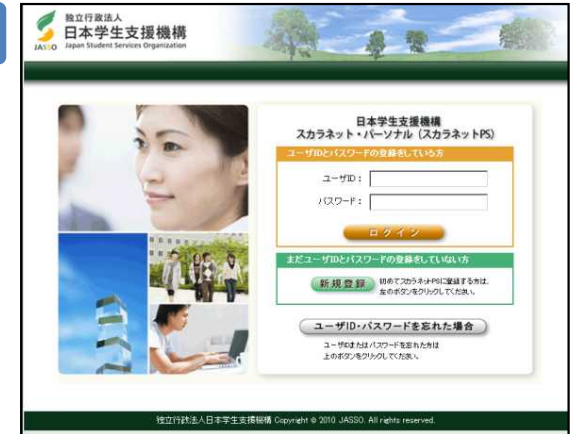 独立行政法人
日本学生支援機構
JASSO Japan Student Services Organization
日本学生支援機構
スカラネット・パーソナル(スカラネットPS)
ユーザIDとパスワードの登録をしている方
ユーザID:
パスワード:
ログイン
まだユーザIDとパスワードの登録をしていない方
新規登録
初めてスカラネットPSに登録する方は、
左のボタンをクリックしてください。
ユーザID・パスワードを忘れた場合
ユーザIDまたはパスワードを忘れた方は
上のボタンをクリックしてください。
独立行政法人日本学生支援機構 Copyright © 2010 JASSO. All rights reserved.